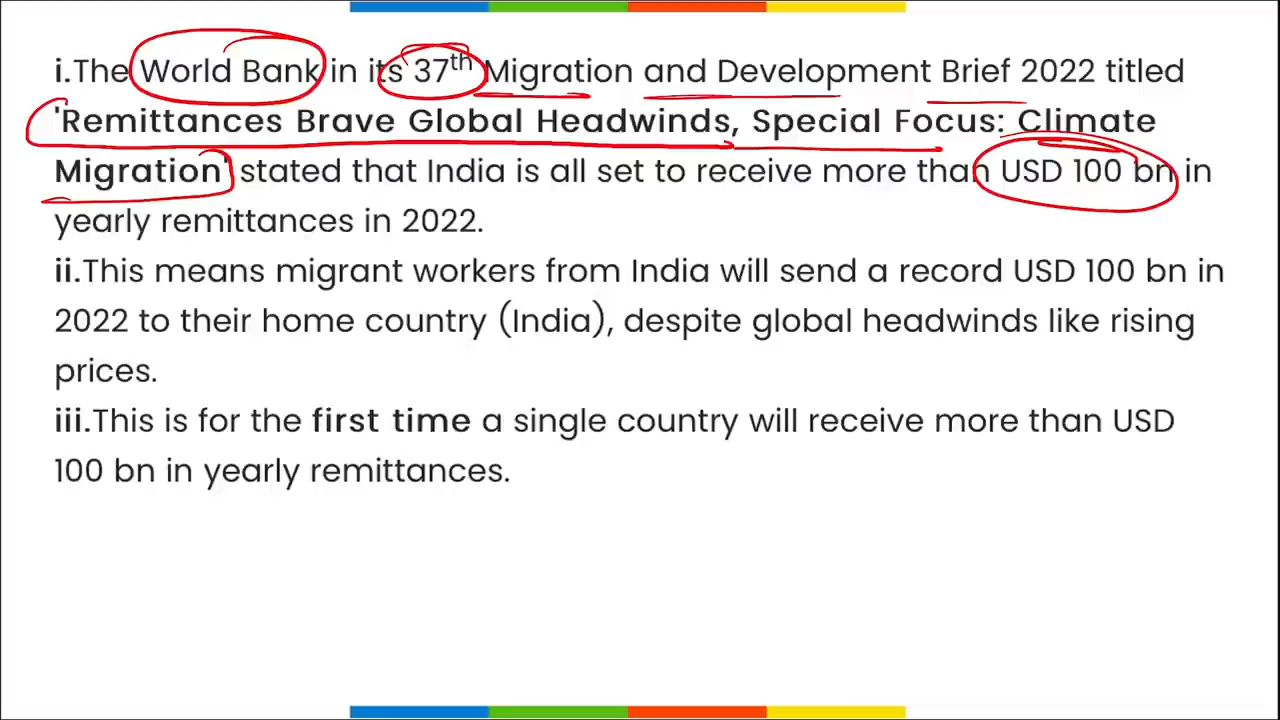 i.The World Bank in its 37th Migration and Development Brief 2022 titled
'Remittances Brave Global Headwinds, Special Focus: Climate
Migration' stated that India is all set to receive more than USD 100 bn in
yearly remittances in 2022.
ii.This means migrant workers from India will send a record USD 100 bn in
2022 to their home country (India), despite global headwinds like rising
prices.
iii.This is for the first time a single country will receive more than USD
100 bn in yearly remittances.